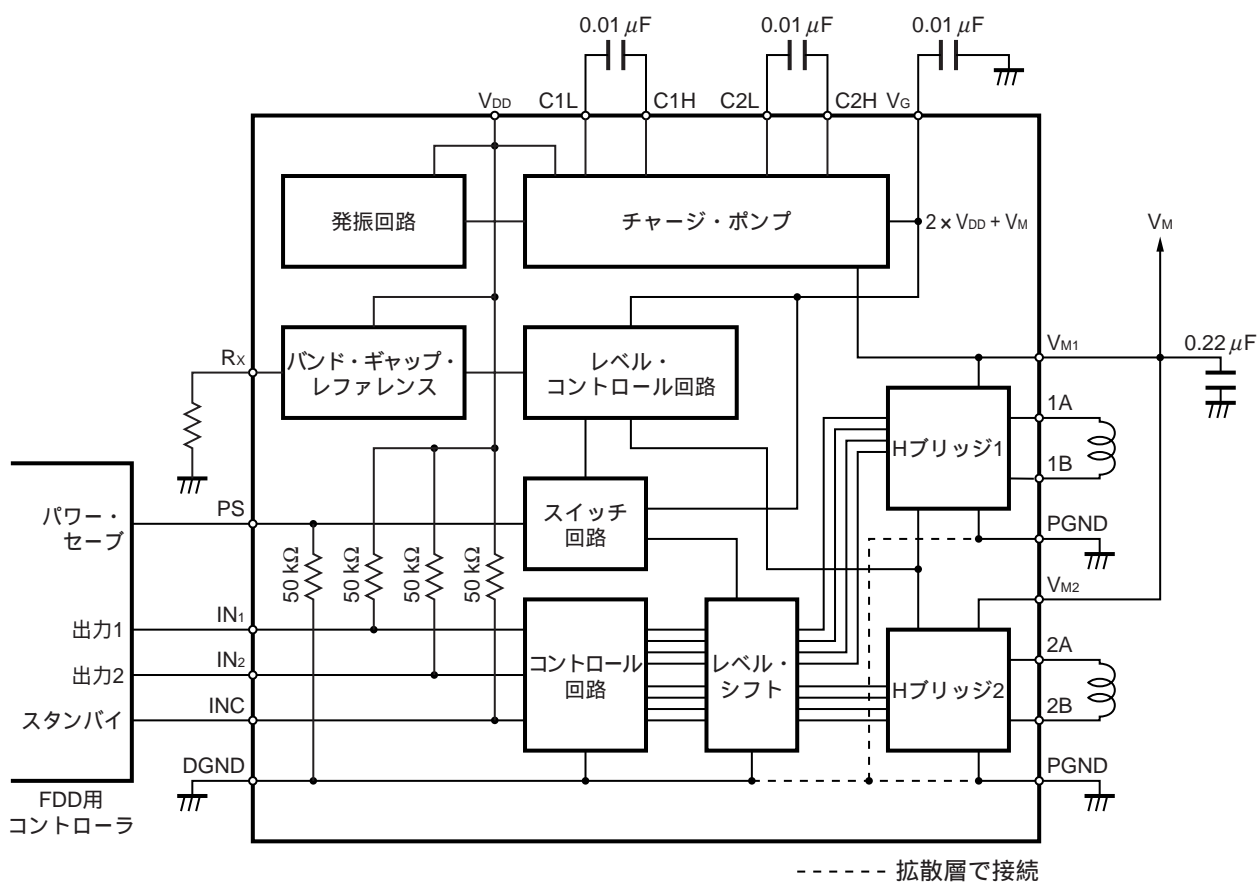 0.01 μF
0.01 μF
0.01 μF
VDD
C1L
C1H
C2L
C2H
VG
発振回路
チャージ・ポンプ
2 × VDD + VM
VM
RX
バンド・ギャップ・
レファレンス
レベル・
コントロール回路
VM1
0.22 μF
1A
Hブリッジ1
1B
パワー・
セーブ
PS
スイッチ
回路
PGND
50 kΩ
50 kΩ
50 kΩ
50 kΩ
VM2
出力1
IN1
2A
出力2
IN2
コントロール
回路
レベル・
シフト
Hブリッジ2
スタンバイ
INC
2B
DGND
PGND
FDD用
コントローラ
拡散層で接続